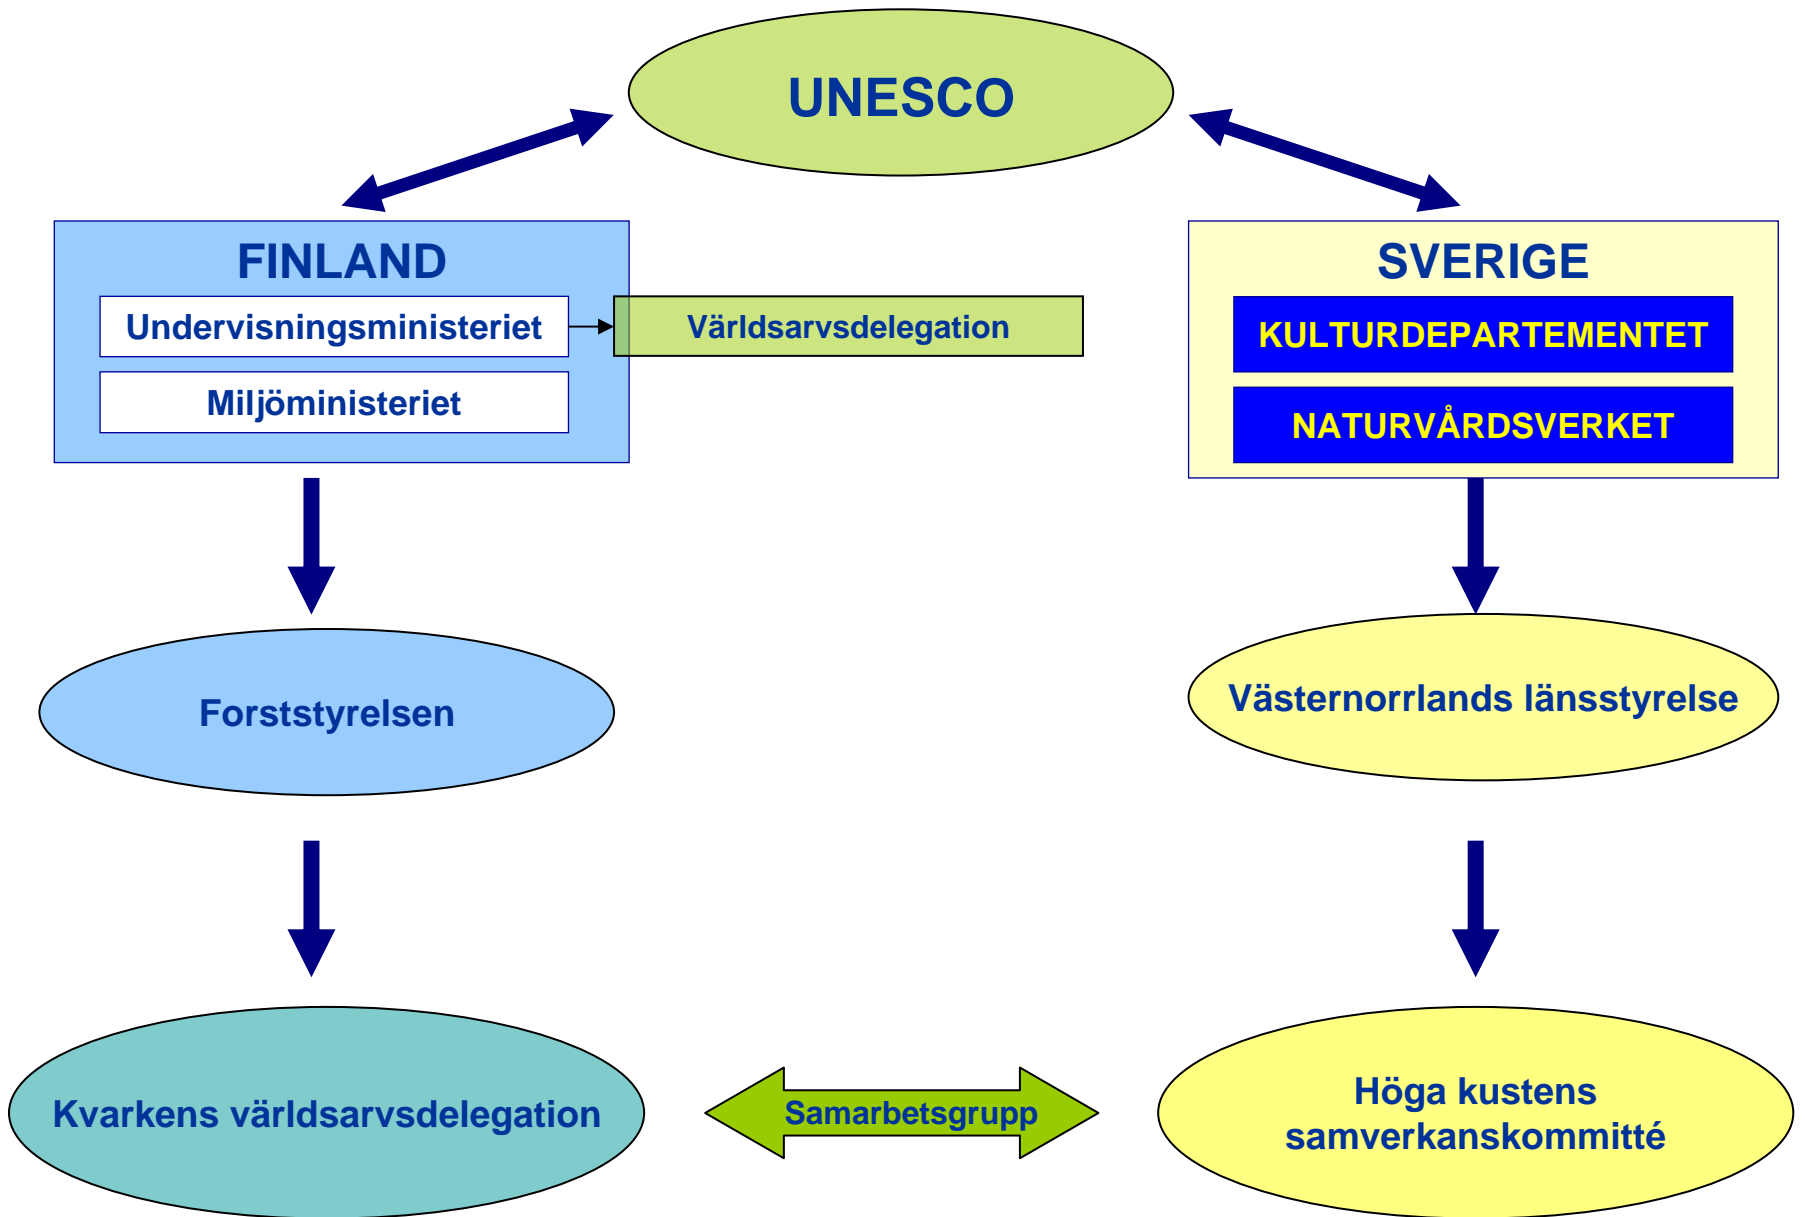 UNESCO
FINLAND
Undervisningsministeriet
Världsarvsdelegation
Miljöministeriet
SVERIGE
KULTURDEPARTEMENTET
NATURVÅRDSVERKET
Forststyrelsen
Västernorrlands länsstyrelse
Kvarkens världsarvsdelegation
Samarbetsgrupp
Höga kustens
samverkanskommitté